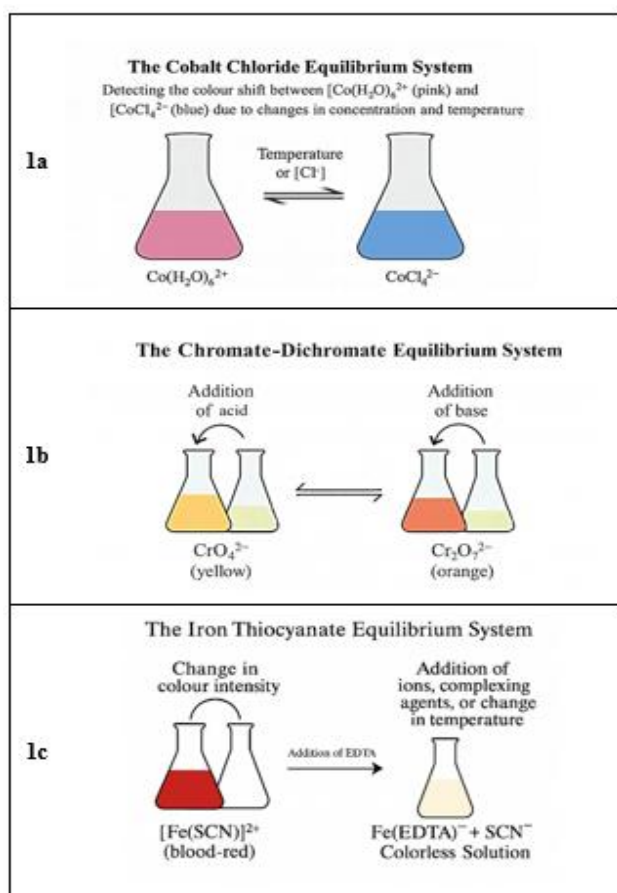 The Cobalt Chloride Equilibrium System
Detecting the colour shift between [Co(H₂O)₆²⁺ (pink) and
[CoCl₄²⁻ (blue) due to changes in concentration and temperature
1a
Temperature
or [Cl⁻]
Co(H₂O)₆²⁺
CoCl₄²⁻
The Chromate-Dichromate Equilibrium System
1b
Addition
of acid
Addition
of base
CrO₄²⁻
(yellow)
Cr₂O₇²⁻
(orange)
The Iron Thiocyanate Equilibrium System
1c
Change in
colour intensity
Addition of EDTA
Addition of
ions, complexing
agents, or change
in temperature
[Fe(SCN)]²⁺
(blood-red)
Fe(EDTA)⁻ + SCN⁻
Colorless Solution